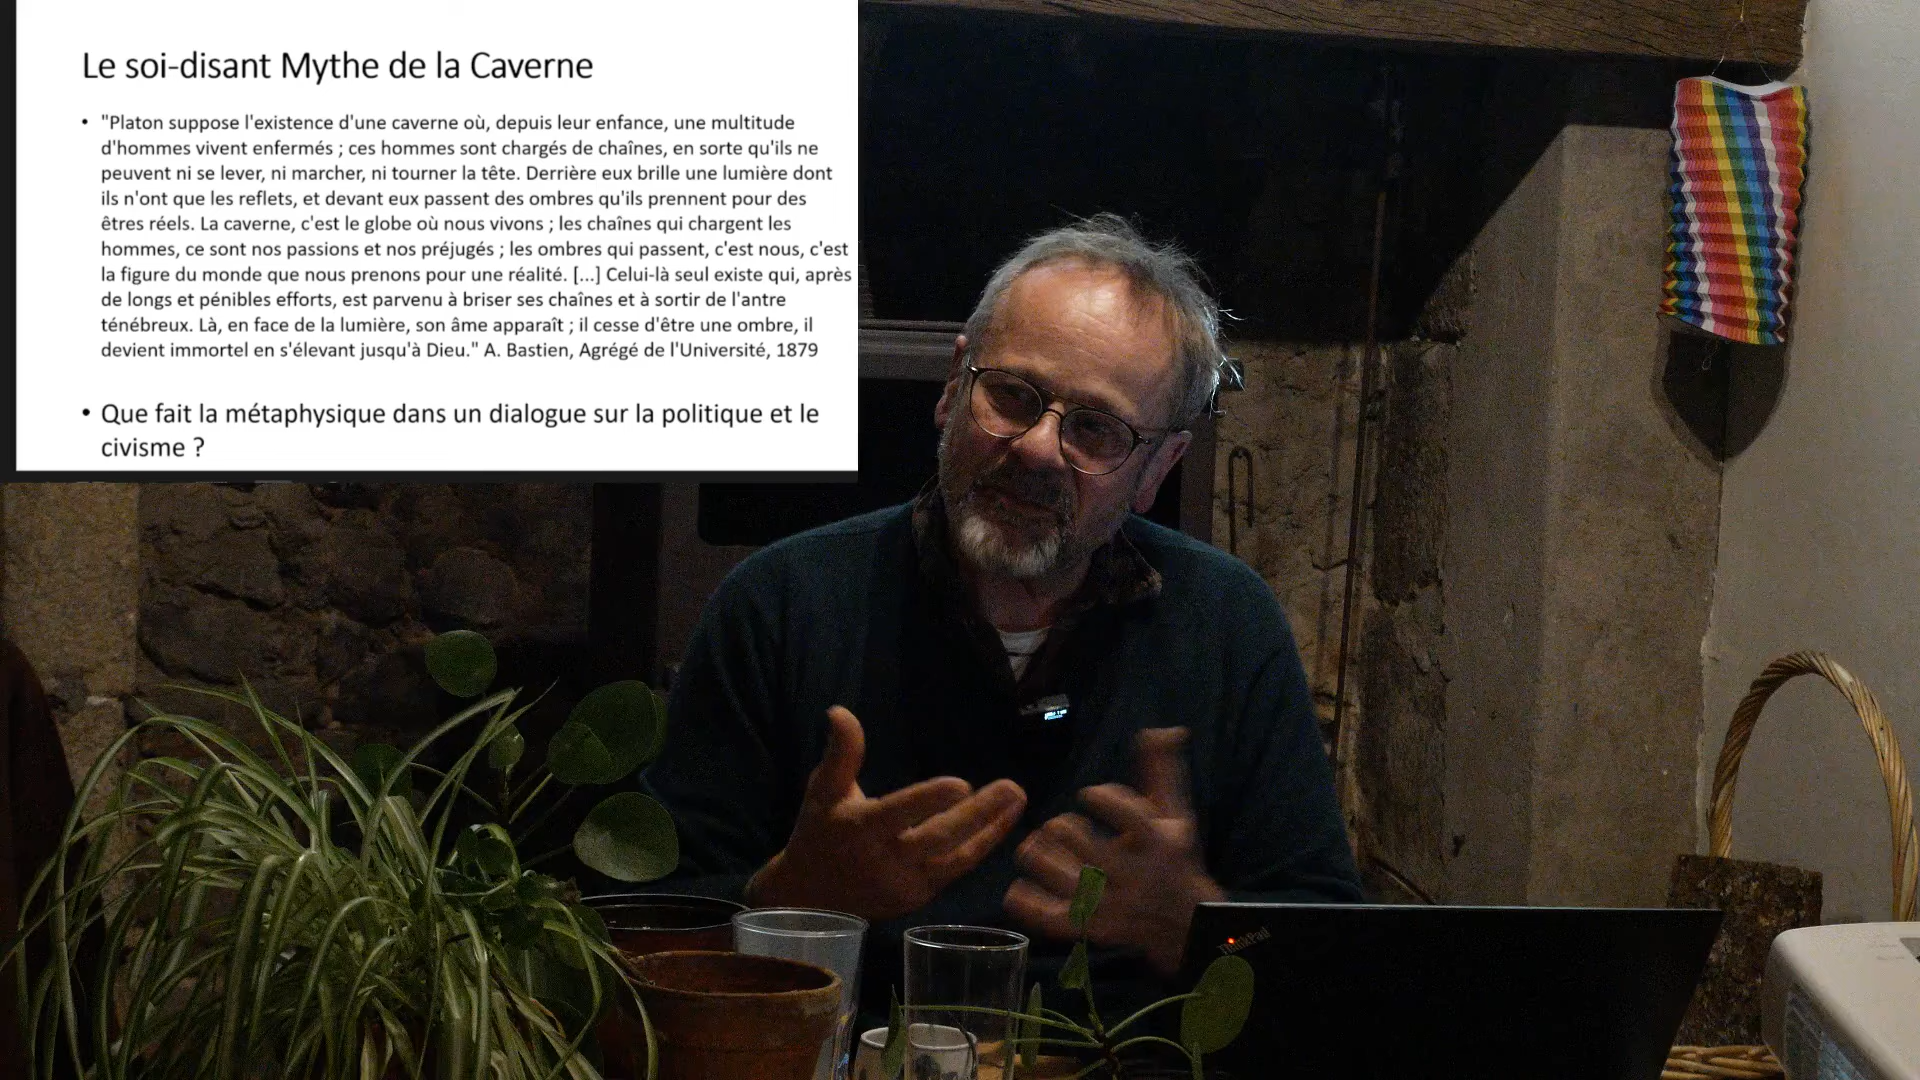 Le soi-disant Mythe de la Caverne
• "Platon suppose l'existence d'une caverne où, depuis leur enfance, une multitude
d'hommes vivent enfermés ; ces hommes sont chargés de chaînes, en sorte qu'ils ne
peuvent ni se lever, ni marcher, ni tourner la tête. Derrière eux brille une lumière dont
ils n'ont que les reflets, et devant eux passent des ombres qu'ils prennent pour des
êtres réels. La caverne, c'est le globe où nous vivons ; les chaînes qui chargent les
hommes, ce sont nos passions et nos préjugés ; les ombres qui passent, c'est nous, c'est
la figure du monde que nous prenons pour une réalité. [...] Celui-là seul existe qui, après
de longs et pénibles efforts, est parvenu à briser ses chaînes et à sortir de l'antre
ténébreux. Là, en face de la lumière, son âme apparaît ; il cesse d'être une ombre, il
devient immortel en s'élevant jusqu'à Dieu." A. Bastien, Agrégé de l'Université, 1879
• Que fait la métaphysique dans un dialogue sur la politique et le
civisme ?
ThinkPad